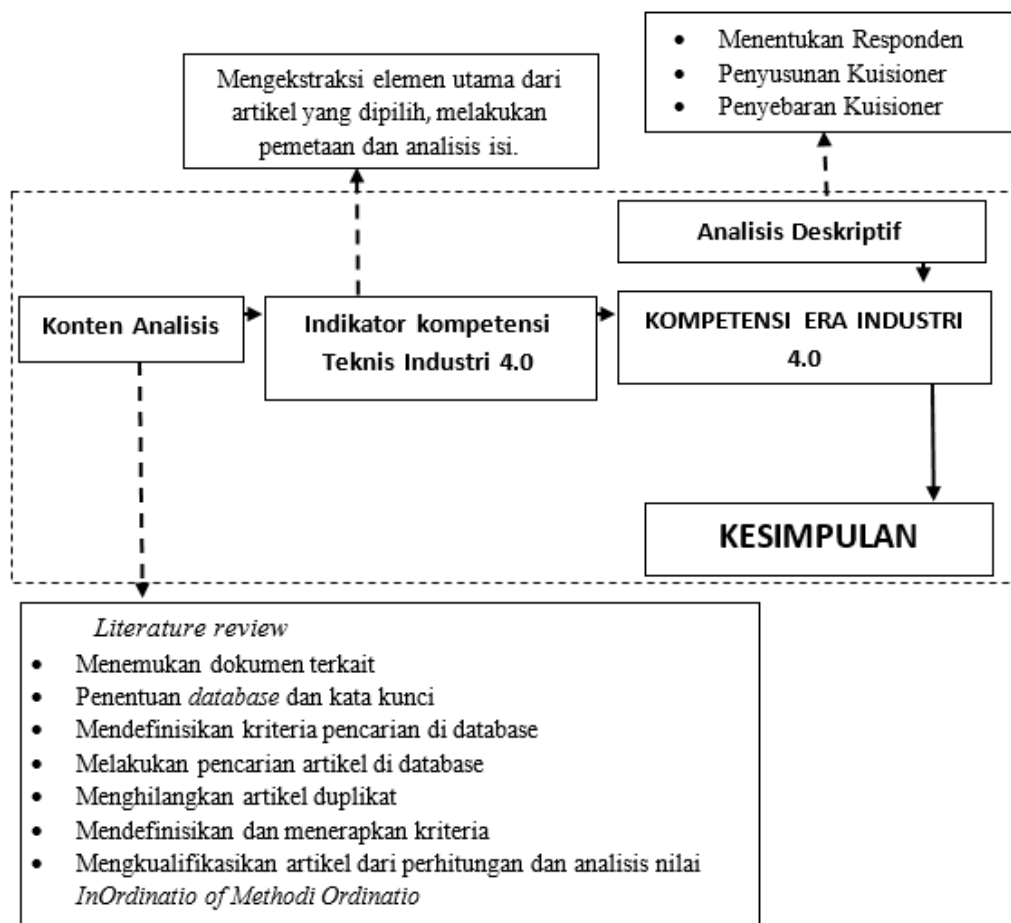 • Menentukan Responden
• Penyusunan Kuisioner
• Penyebaran Kuisioner
Mengekstraksi elemen utama dari
artikel yang dipilih, melakukan
pemetaan dan analisis isi.
Analisis Deskriptif
Konten Analisis
Indikator kompetensi
Teknis Industri 4.0
KOMPETENSI ERA INDUSTRI
4.0
KESIMPULAN
Literature review
• Menemukan dokumen terkait
• Penentuan database dan kata kunci
• Mendefinisikan kriteria pencarian di database
• Melakukan pencarian artikel di database
• Menghilangkan artikel duplikat
• Mendefinisikan dan menerapkan kriteria
• Mengkualifikasikan artikel dari perhitungan dan analisis nilai
InOrdinatio of Methodi Ordinatio